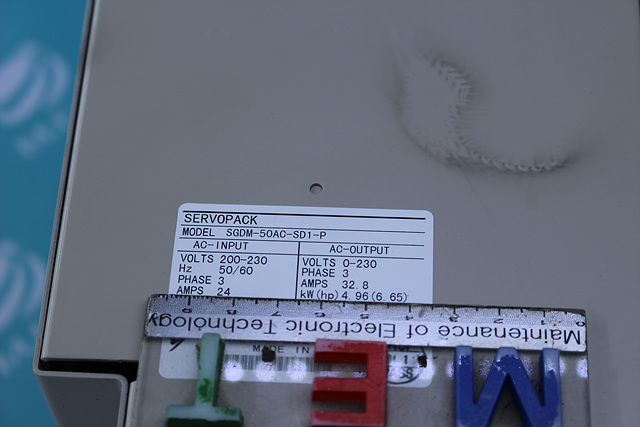 SERVOPACK
MODEL SGDM-50AC-SD1-P
AC-INPUT
VOLTS 200-230
Hz 50/60
PHASE 3
AMPS 24
AC-OUTPUT
VOLTS 0-230
PHASE 3
AMPS 32.8
kW(hp) 4.96(6.65)
Maintenance of Electronic Technology
MADE IN
M E T